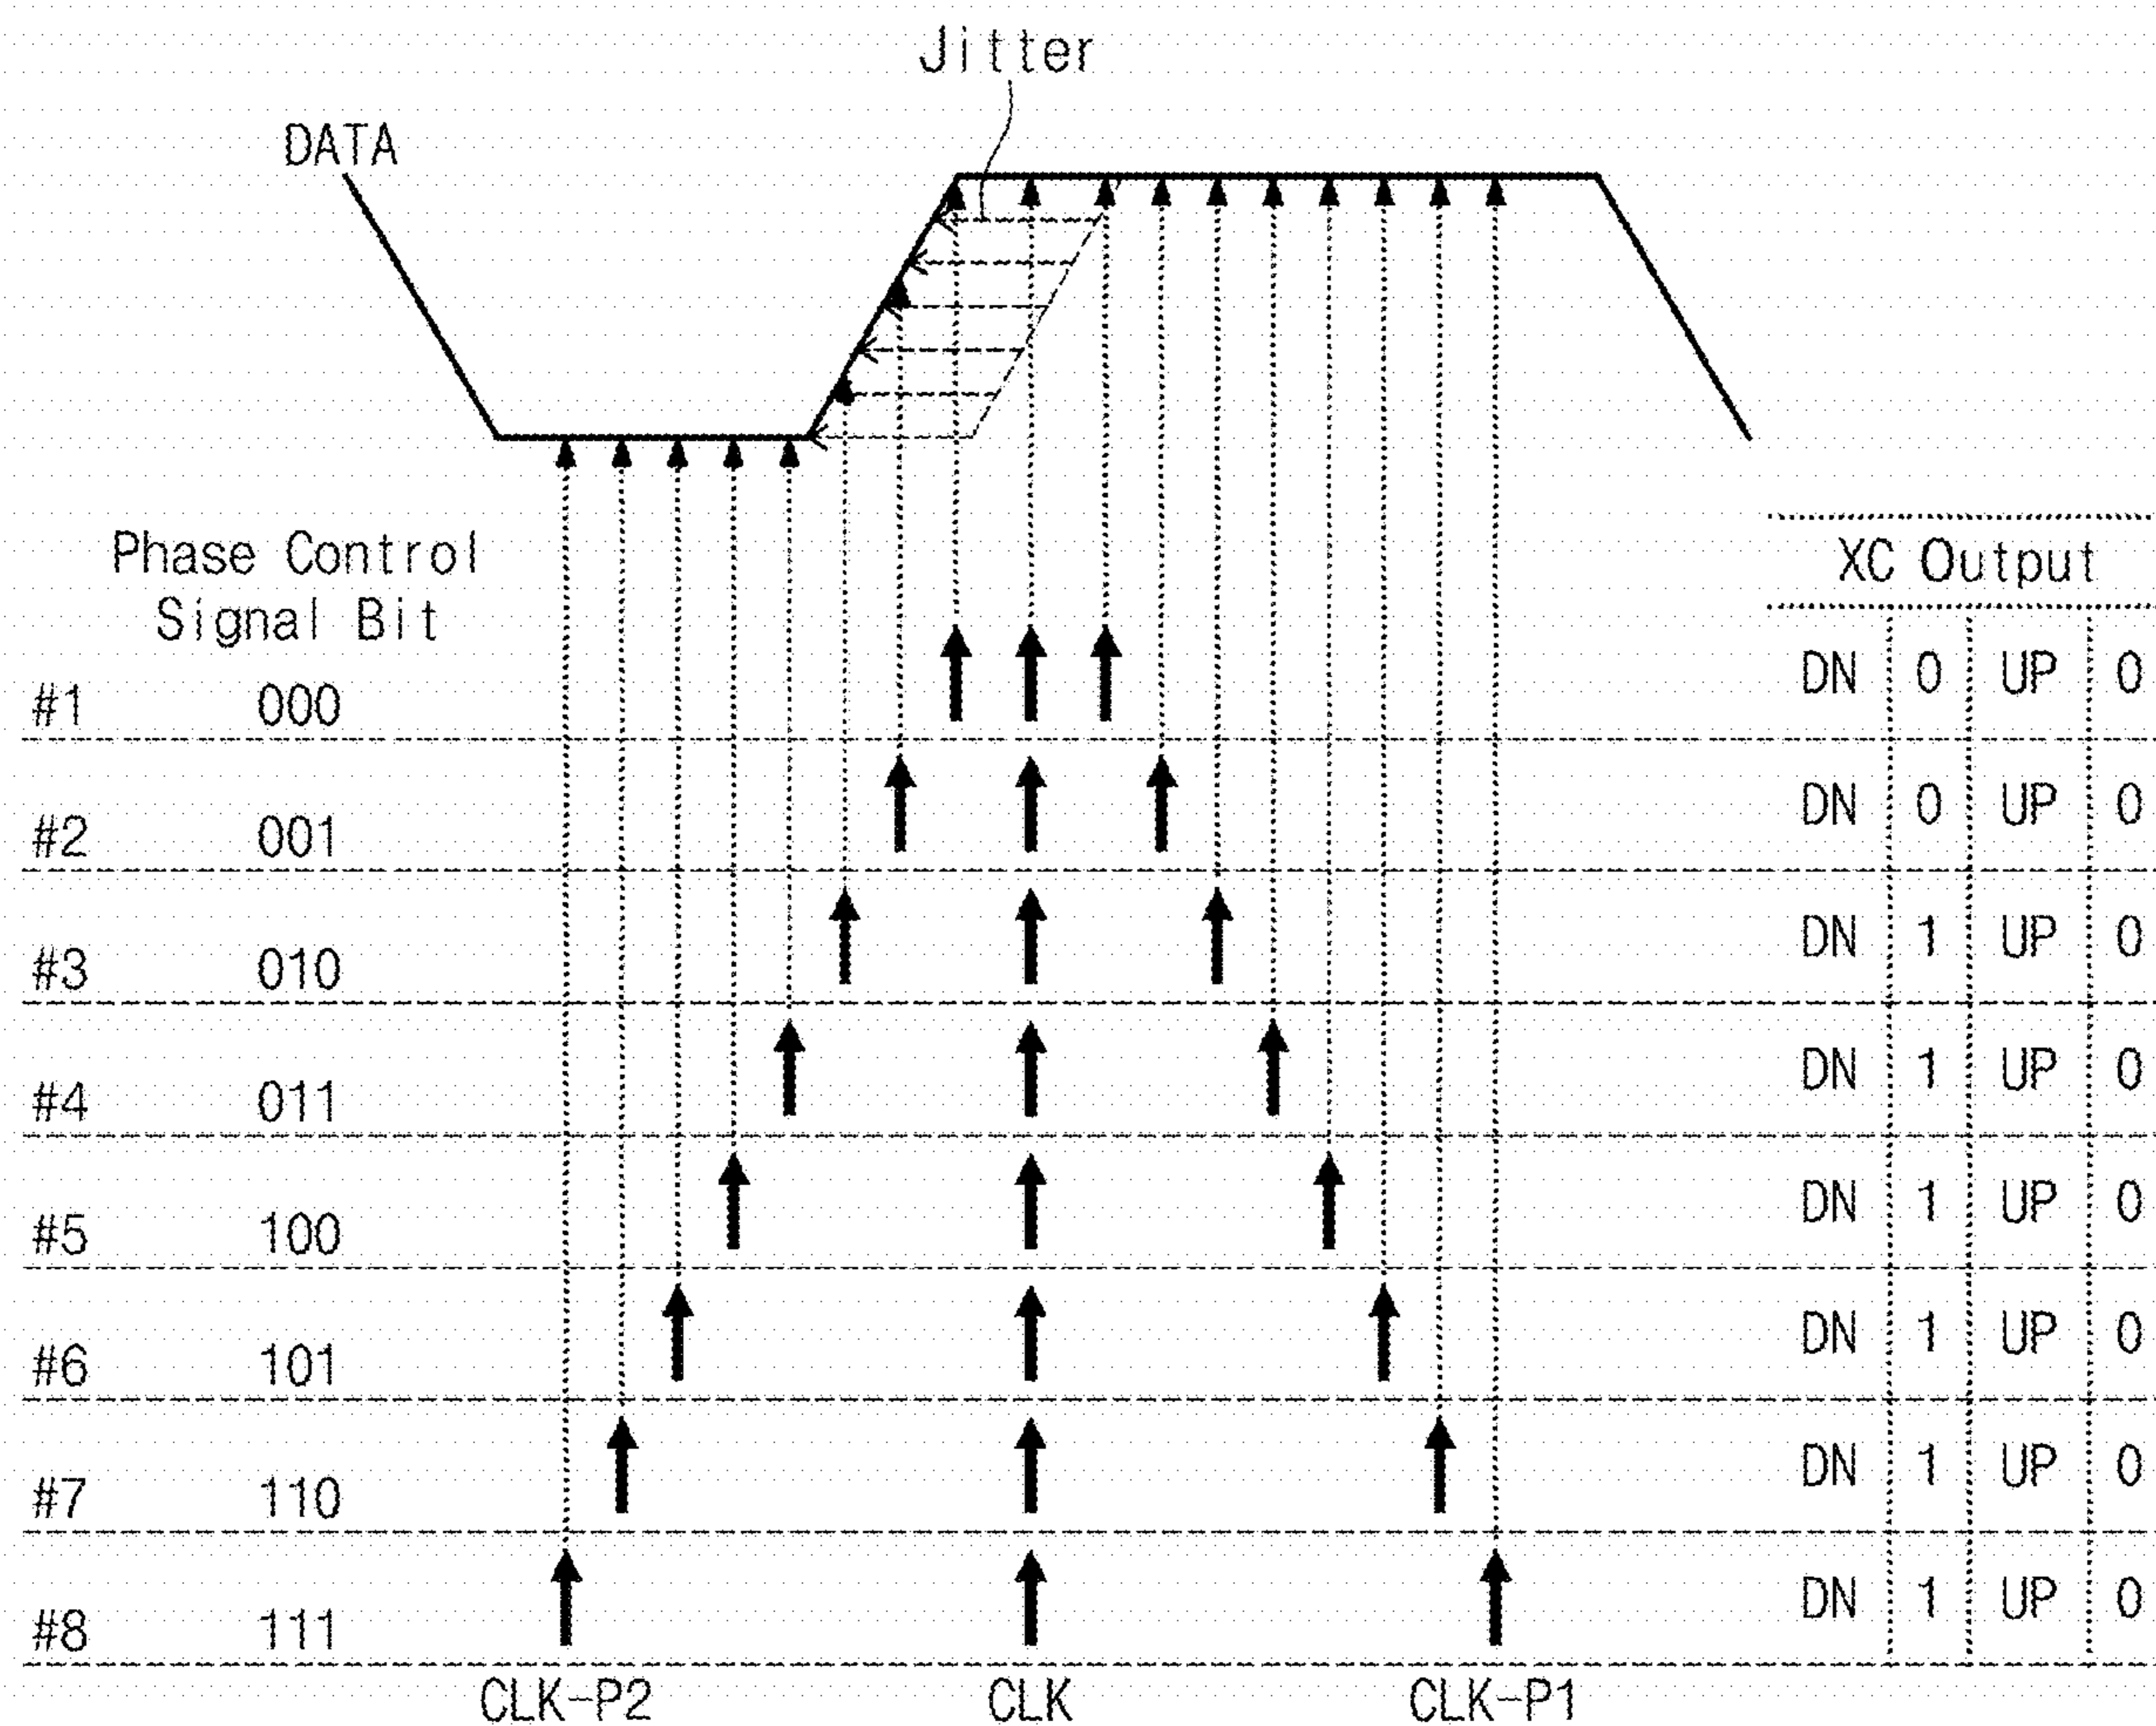 Jitter
DATA
Phase Control
Signal Bit
XC Output
#1 000 DN 0 UP 0
#2 001 DN 0 UP 0
#3 010 DN 1 UP 0
#4 011 DN 1 UP 0
#5 100 DN 1 UP 0
#6 101 DN 1 UP 0
#7 110 DN 1 UP 0
#8 111 DN 1 UP 0
CLK-P2 CLK CLK-P1